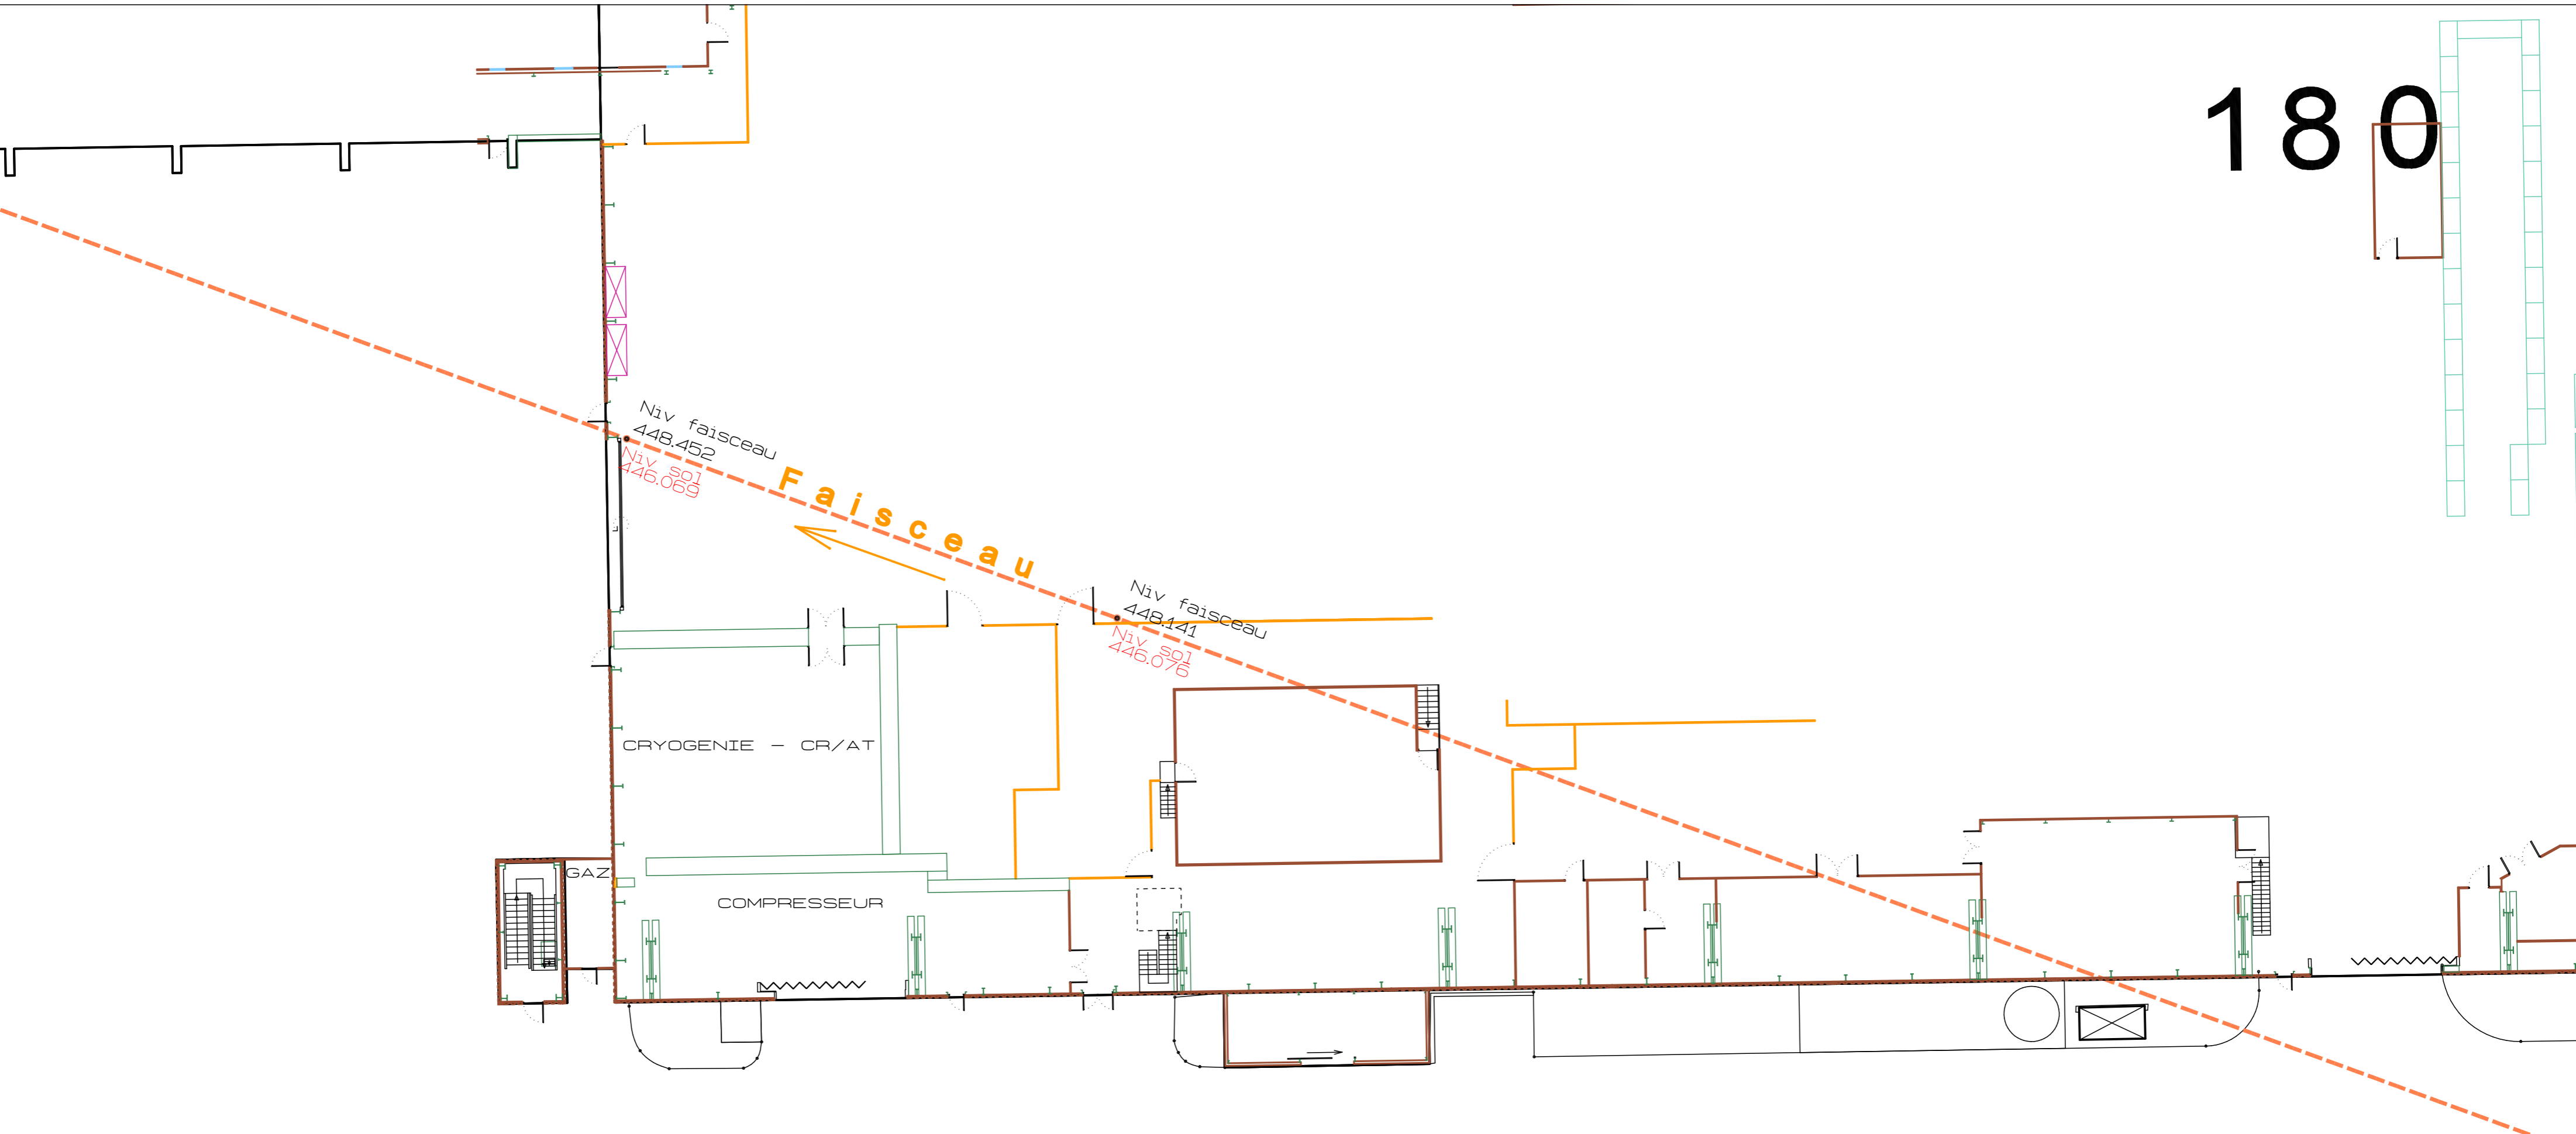 180
Niv faisceau
448.452
Niv sol
446.069
Faisceau
Niv faisceau
448.141
Niv sol
446.076
CRYOGENIE - CR/AT
GAZ
COMPRESSEUR